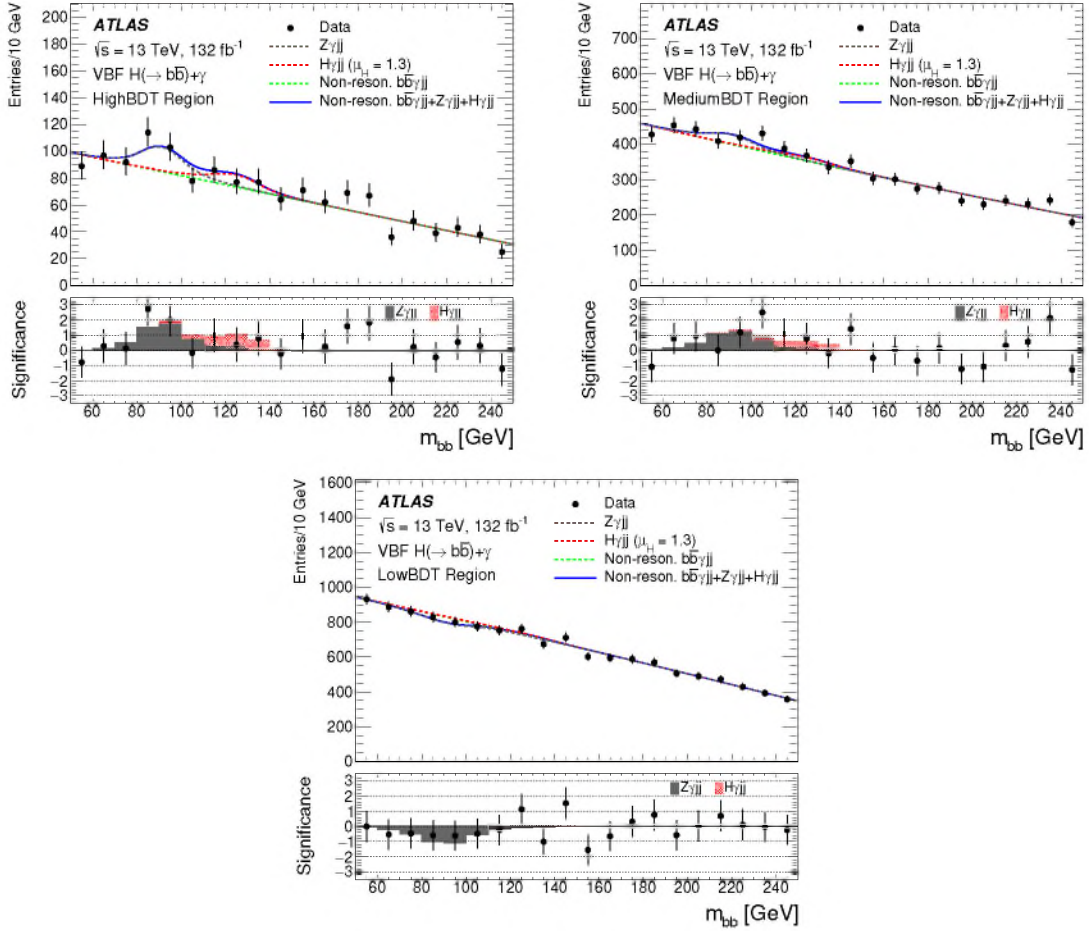 ATLAS
√s = 13 TeV, 132 fb⁻¹
VBF H(→ bb̄)+γ
HighBDT Region
Data
Zγjj
Hγjj (μ_H = 1.3)
Non-reson. bb̄γjj
Non-reson. bb̄γjj+Zγjj+Hγjj
Entries/10 GeV
200
180
160
140
120
100
80
60
40
20
0
Significance
3
2
1
0
−1
−2
−3
Zγjj
Hγjj
60 80 100 120 140 160 180 200 220 240
m_bb [GeV]
ATLAS
√s = 13 TeV, 132 fb⁻¹
VBF H(→ bb̄)+γ
MediumBDT Region
Data
Zγjj
Hγjj (μ_H = 1.3)
Non-reson. bb̄γjj
Non-reson. bb̄γjj+Zγjj+Hγjj
Entries/10 GeV
700
600
500
400
300
200
100
0
Significance
3
2
1
0
−1
−2
−3
Zγjj
Hγjj
60 80 100 120 140 160 180 200 220 240
m_bb [GeV]
ATLAS
√s = 13 TeV, 132 fb⁻¹
VBF H(→ bb̄)+γ
LowBDT Region
Data
Zγjj
Hγjj (μ_H = 1.3)
Non-reson. bb̄γjj
Non-reson. bb̄γjj+Zγjj+Hγjj
Entries/10 GeV
1600
1400
1200
1000
800
600
400
200
0
Significance
3
2
1
0
−1
−2
−3
Zγjj
Hγjj
60 80 100 120 140 160 180 200 220 240
m_bb [GeV]